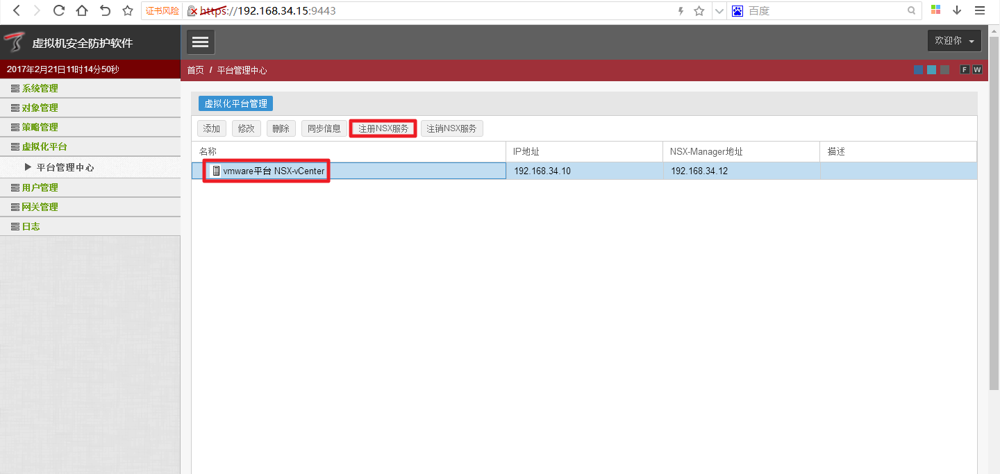 证书风险 https://192.168.34.15:9443 百度
虚拟机安全防护软件
欢迎你
2017年2月21日11时14分50秒
首页 / 平台管理中心
F W
系统管理
对象管理
策略管理
虚拟化平台
平台管理中心
用户管理
网关管理
日志
虚拟化平台管理
添加 修改 删除 同步信息 注册NSX服务 注销NSX服务
名称 IP地址 NSX-Manager地址 描述
vmware平台 NSX-vCenter 192.168.34.10 192.168.34.12